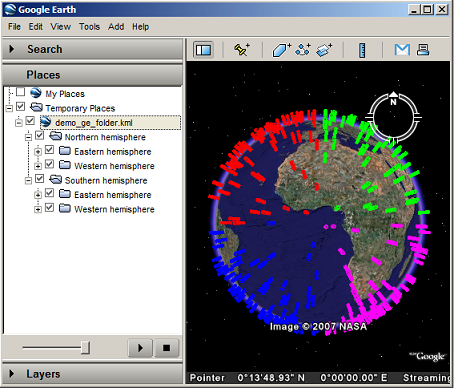 Google Earth
File Edit View Tools Add Help
Search
Places
My Places
Temporary Places
demo_ge_folder.kml
Northern hemisphere
Eastern hemisphere
Western hemisphere
Southern hemisphere
Eastern hemisphere
Western hemisphere
Layers
N
Image © 2007 NASA
Google
Pointer 0°13'48.93" N 0°00'00.00" E Streaming